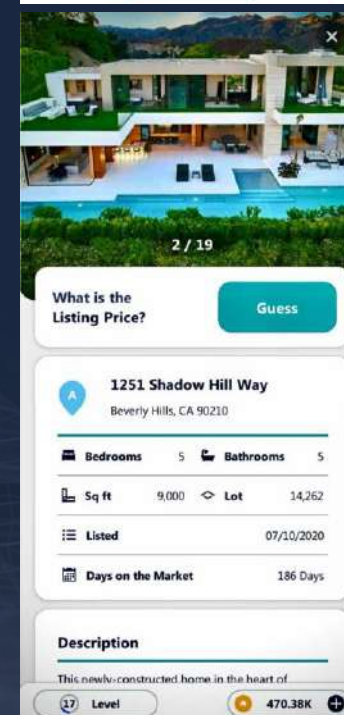 ×
2 / 19
What is the
Listing Price?
Guess
A
1251 Shadow Hill Way
Beverly Hills, CA 90210
Bedrooms 5 Bathrooms 5
Sq ft 9,000 Lot 14,262
Listed 07/10/2020
Days on the Market 186 Days
Description
This newly-constructed home in the heart of
17 Level 470.38K +